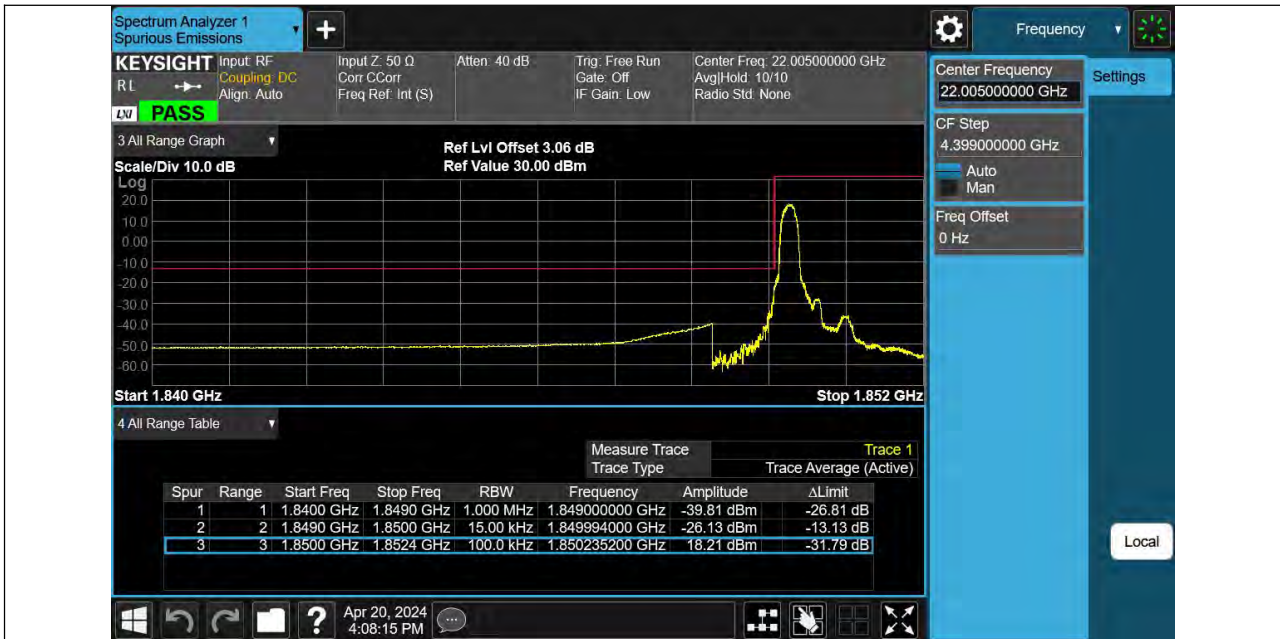 Spectrum Analyzer 1
Spurious Emissions
+
Frequency
KEYSIGHT
RL
LXI PASS
Input: RF
Coupling: DC
Align: Auto
Input Z: 50 Ω
Corr CCorr
Freq Ref: Int (S)
Atten: 40 dB
Trig: Free Run
Gate: Off
IF Gain: Low
Center Freq: 22.005000000 GHz
Avg|Hold: 10/10
Radio Std: None
Center Frequency
22.005000000 GHz
Settings
CF Step
4.399000000 GHz
Auto
Man
Freq Offset
0 Hz
3 All Range Graph
Ref Lvl Offset 3.06 dB
Scale/Div 10.0 dB
Ref Value 30.00 dBm
Log
20.0
10.0
0.00
-10.0
-20.0
-30.0
-40.0
-50.0
-60.0
Start 1.840 GHz
Stop 1.852 GHz
4 All Range Table
Measure Trace Trace 1
Trace Type Trace Average (Active)
Spur Range Start Freq Stop Freq RBW Frequency Amplitude ΔLimit
1 1 1.8400 GHz 1.8490 GHz 1.000 MHz 1.849000000 GHz -39.81 dBm -26.81 dB
2 2 1.8490 GHz 1.8500 GHz 15.00 kHz 1.849994000 GHz -26.13 dBm -13.13 dB
3 3 1.8500 GHz 1.8524 GHz 100.0 kHz 1.850235200 GHz 18.21 dBm -31.79 dB
Local
?
Apr 20, 2024
4:08:15 PM